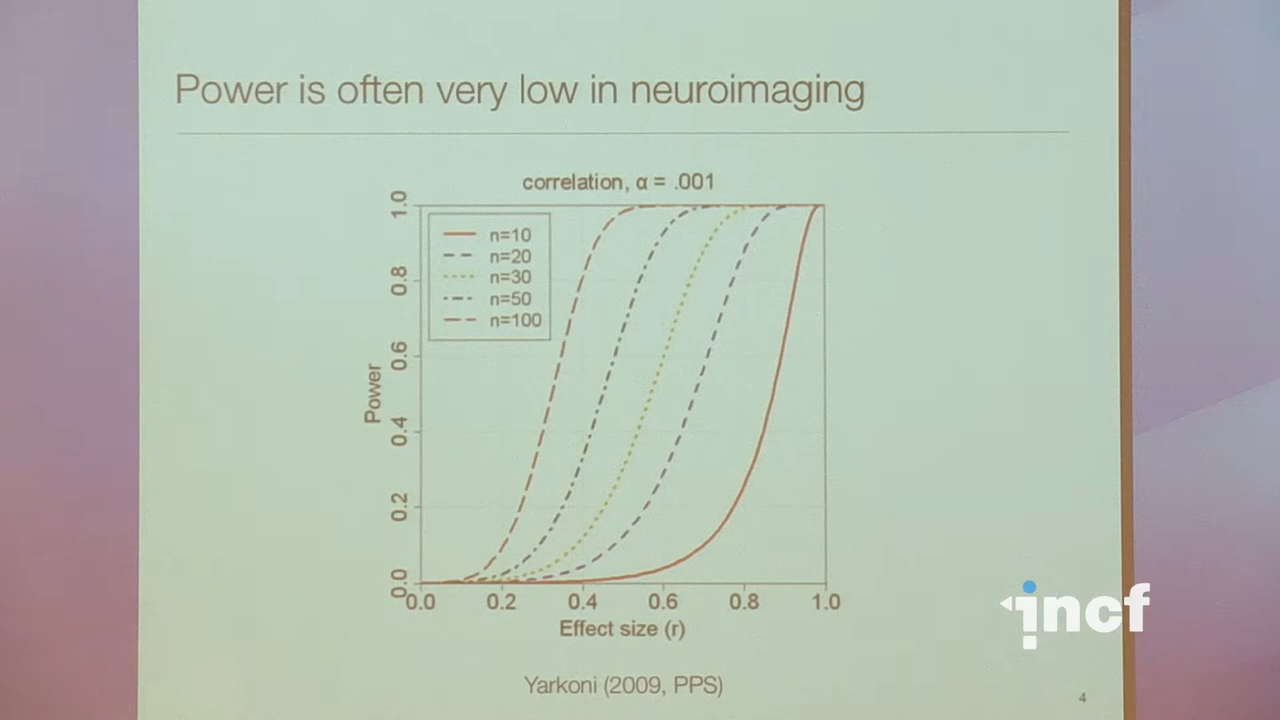 Power is often very low in neuroimaging
correlation, α = .001
n=10
n=20
n=30
n=50
n=100
Power
1.0
0.8
0.6
0.4
0.2
0.0
0.0 0.2 0.4 0.6 0.8 1.0
Effect size (r)
Yarkoni (2009, PPS)
4
incf